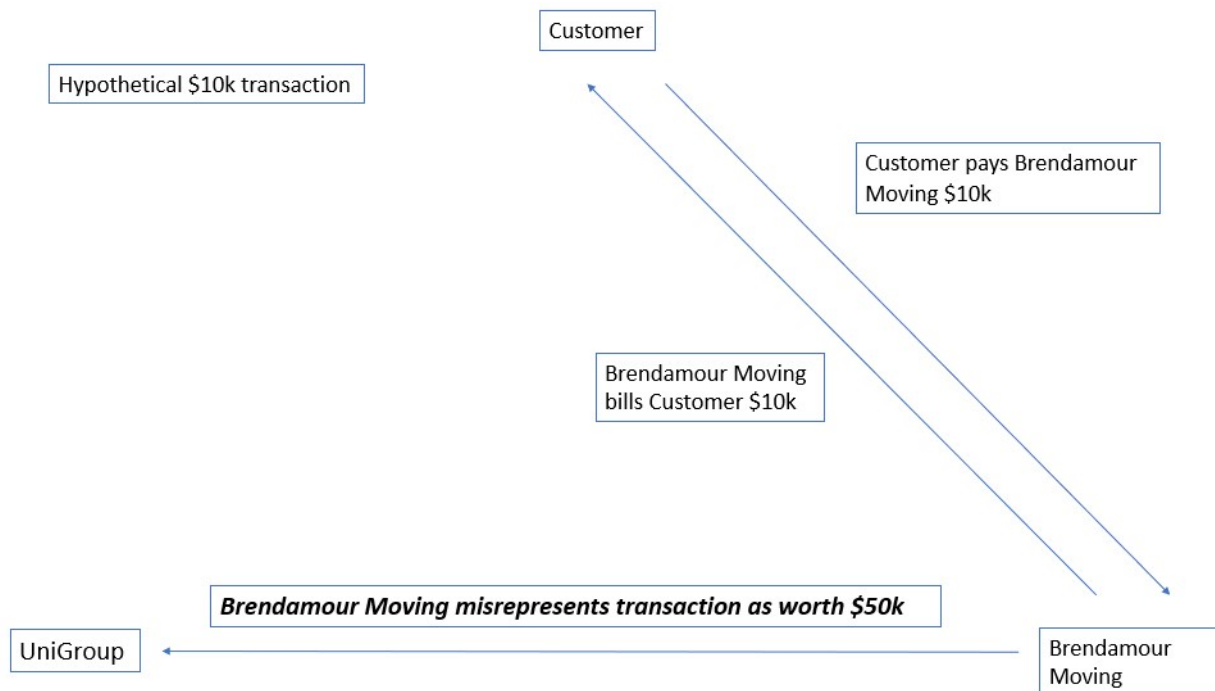 Customer
Hypothetical $10k transaction
Customer pays Brendamour
Moving $10k
Brendamour Moving
bills Customer $10k
Brendamour Moving misrepresents transaction as worth $50k
UniGroup
Brendamour
Moving